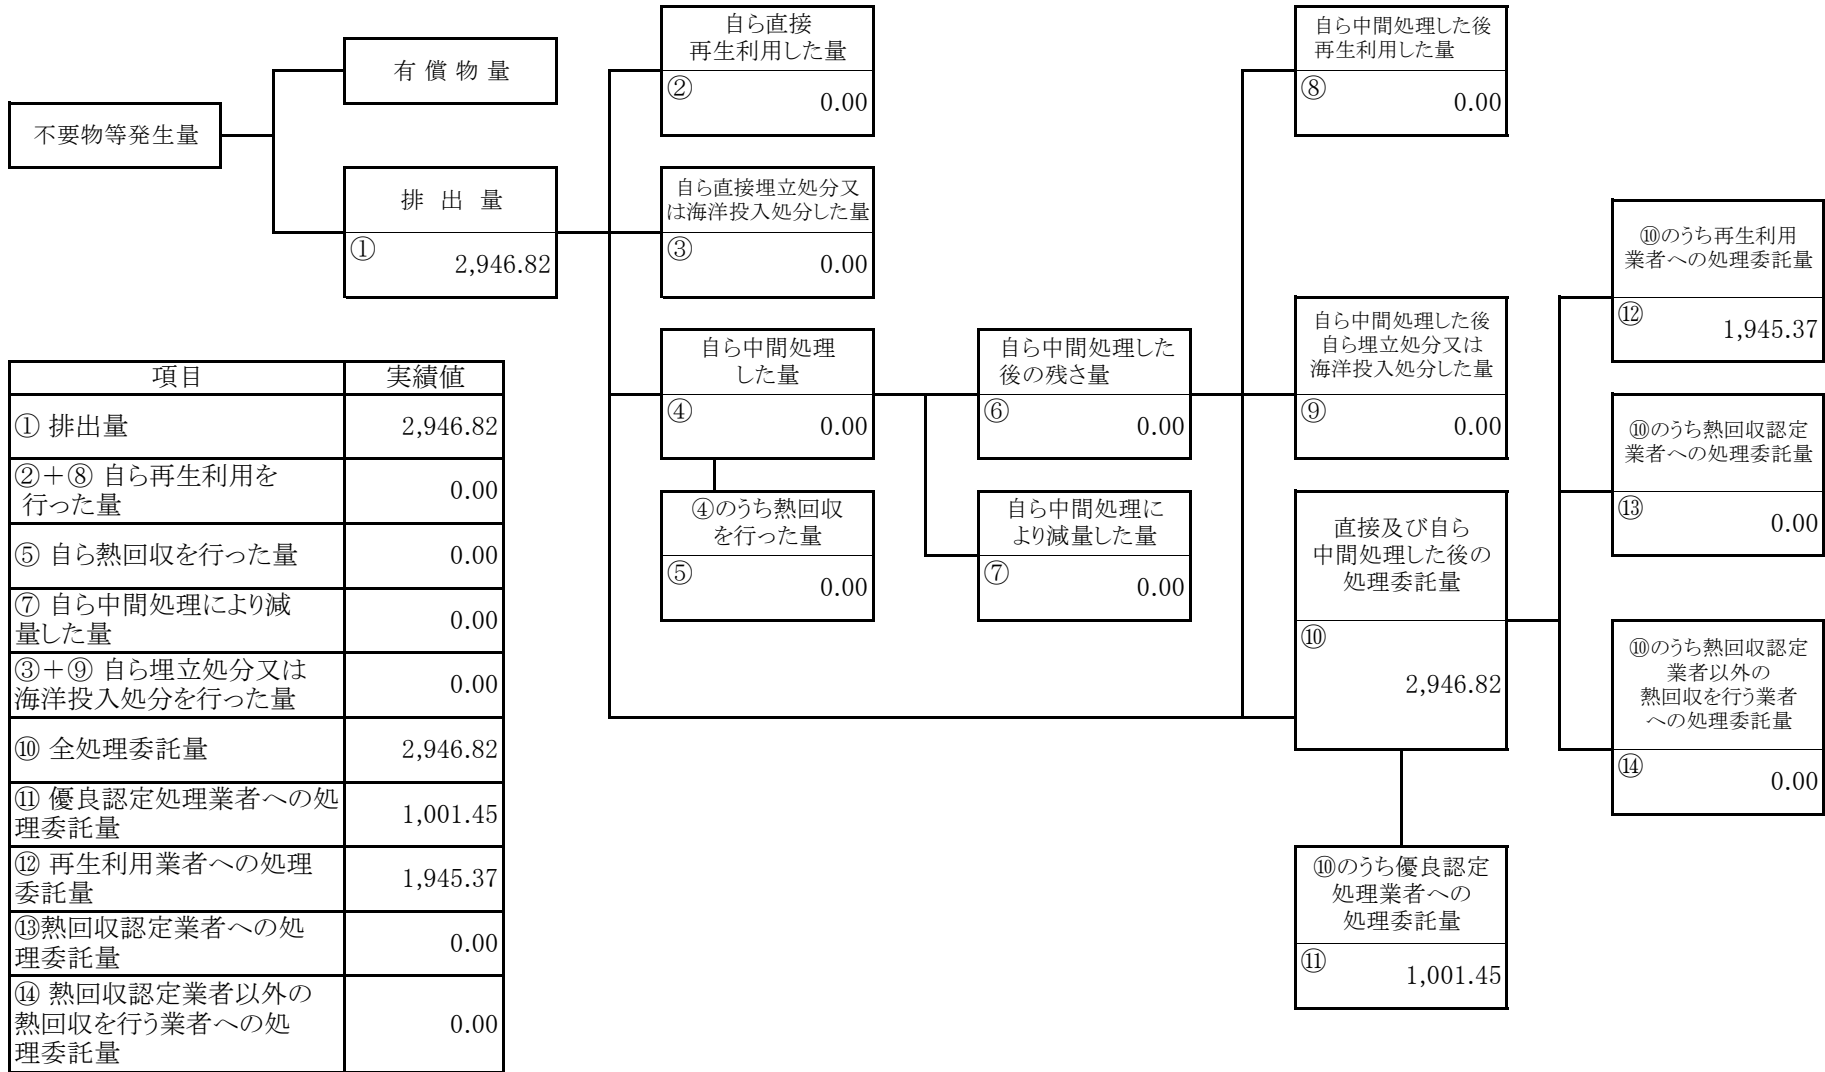 不要物等発生量
有 償 物 量
排 出 量
①
2,946.82
自ら直接
再生利用した量
②
0.00
自ら直接埋立処分又
は海洋投入処分した量
③
0.00
自ら中間処理
した量
④
0.00
④のうち熱回収
を行った量
⑤
0.00
自ら中間処理した
後の残さ量
⑥
0.00
自ら中間処理に
より減量した量
⑦
0.00
自ら中間処理した後
再生利用した量
⑧
0.00
自ら中間処理した後
自ら埋立処分又は
海洋投入処分した量
⑨
0.00
直接及び自ら
中間処理した後の
処理委託量
⑩
2,946.82
⑩のうち優良認定
処理業者への
処理委託量
⑪
1,001.45
⑩のうち再生利用
業者への処理委託量
⑫
1,945.37
⑩のうち熱回収認定
業者への処理委託量
⑬
0.00
⑩のうち熱回収認定
業者以外の
熱回収を行う業者
への処理委託量
⑭
0.00
項目 実績値
① 排出量 2,946.82
②＋⑧ 自ら再生利用を
行った量 0.00
⑤ 自ら熱回収を行った量 0.00
⑦ 自ら中間処理により減
量した量 0.00
③＋⑨ 自ら埋立処分又は
海洋投入処分を行った量 0.00
⑩ 全処理委託量 2,946.82
⑪ 優良認定処理業者への処
理委託量 1,001.45
⑫ 再生利用業者への処理
委託量 1,945.37
⑬熱回収認定業者への処
理委託量 0.00
⑭ 熱回収認定業者以外の
熱回収を行う業者への処
理委託量 0.00